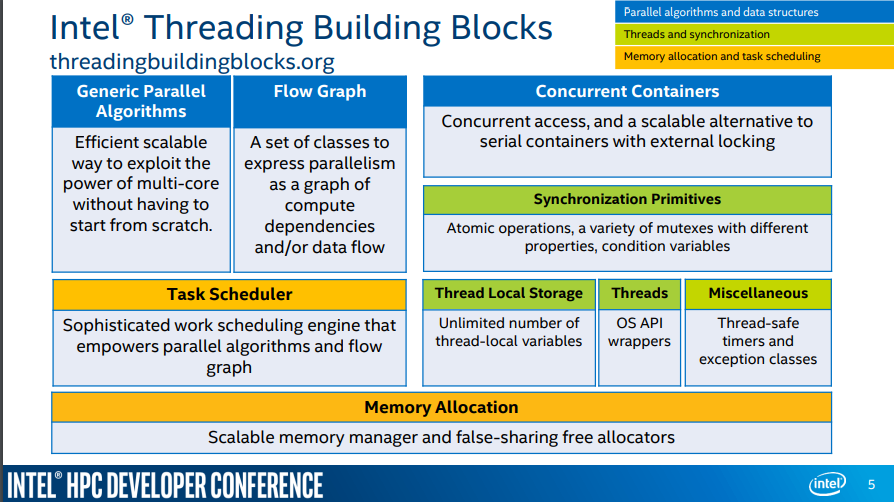 Intel® Threading Building Blocks
threadingbuildingblocks.org
Parallel algorithms and data structures
Threads and synchronization
Memory allocation and task scheduling
Generic Parallel
Algorithms
Efficient scalable
way to exploit the
power of multi-core
without having to
start from scratch.
Flow Graph
A set of classes to
express parallelism
as a graph of
compute
dependencies
and/or data flow
Concurrent Containers
Concurrent access, and a scalable alternative to
serial containers with external locking
Synchronization Primitives
Atomic operations, a variety of mutexes with different
properties, condition variables
Task Scheduler
Sophisticated work scheduling engine that
empowers parallel algorithms and flow
graph
Thread Local Storage
Unlimited number of
thread-local variables
Threads
OS API
wrappers
Miscellaneous
Thread-safe
timers and
exception classes
Memory Allocation
Scalable memory manager and false-sharing free allocators
INTEL® HPC DEVELOPER CONFERENCE
intel
5